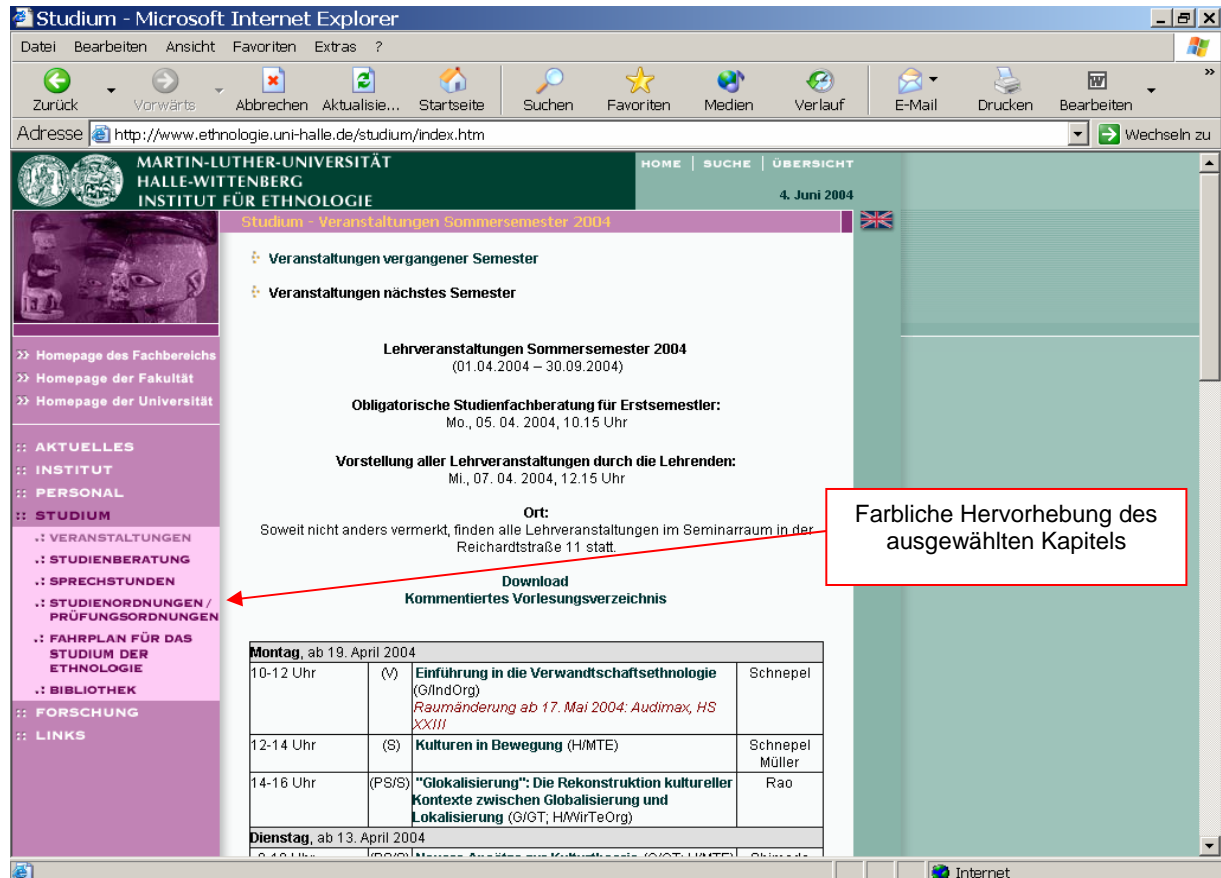 Studium - Microsoft Internet Explorer
Datei Bearbeiten Ansicht Favoriten Extras ?
Zurück Vorwärts Abbrechen Aktualisie... Startseite Suchen Favoriten Medien Verlauf E-Mail Drucken Bearbeiten »
Adresse http://www.ethnologie.uni-halle.de/studium/index.htm Wechseln zu
MARTIN-LUTHER-UNIVERSITÄT
HALLE-WITTENBERG
INSTITUT FÜR ETHNOLOGIE
HOME | SUCHE | ÜBERSICHT
4. Juni 2004
Studium - Veranstaltungen Sommersemester 2004
>> Homepage des Fachbereichs
>> Homepage der Fakultät
>> Homepage der Universität
:: AKTUELLES
:: INSTITUT
:: PERSONAL
:: STUDIUM
.: VERANSTALTUNGEN
.: STUDIENBERATUNG
.: SPRECHSTUNDEN
.: STUDIENORDNUNGEN /
PRÜFUNGSORDNUNGEN
.: FAHRPLAN FÜR DAS
STUDIUM DER
ETHNOLOGIE
.: BIBLIOTHEK
:: FORSCHUNG
:: LINKS
Veranstaltungen vergangener Semester
Veranstaltungen nächstes Semester
Lehrveranstaltungen Sommersemester 2004
(01.04.2004 – 30.09.2004)
Obligatorische Studienfachberatung für Erstsemestler:
Mo., 05. 04. 2004, 10.15 Uhr
Vorstellung aller Lehrveranstaltungen durch die Lehrenden:
Mi., 07. 04. 2004, 12.15 Uhr
Ort:
Soweit nicht anders vermerkt, finden alle Lehrveranstaltungen im Seminarraum in der
Reichardtstraße 11 statt.
Download
Kommentiertes Vorlesungsverzeichnis
Farbliche Hervorhebung des
ausgewählten Kapitels
Montag, ab 19. April 2004
10-12 Uhr (V) Einführung in die Verwandtschaftsethnologie Schnepel
(G/IndOrg)
Raumänderung ab 17. Mai 2004: Audimax, HS
XXIII
12-14 Uhr (S) Kulturen in Bewegung (H/MTE) Schnepel
Müller
14-16 Uhr (PS/S) "Glokalisierung": Die Rekonstruktion kultureller Rao
Kontexte zwischen Globalisierung und
Lokalisierung (G/GT; H/WirTeOrg)
Dienstag, ab 13. April 2004
Internet